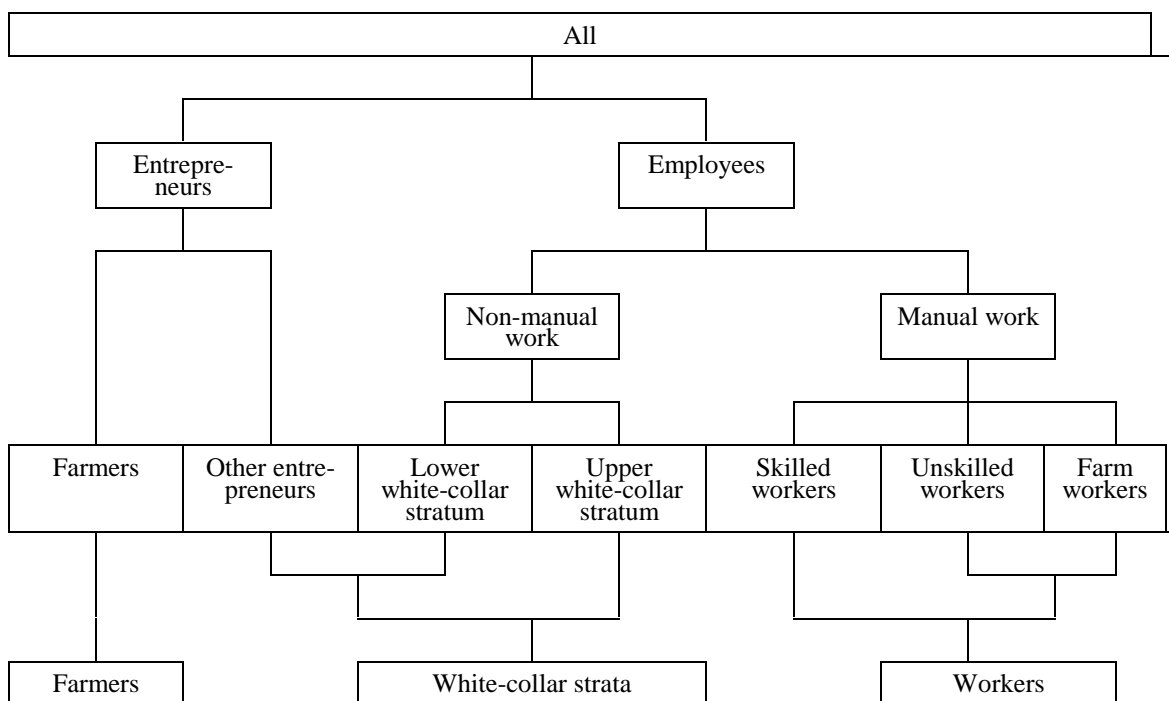 All
Entrepre-
neurs
Employees
Non-manual
work
Manual work
Farmers
Other entre-
preneurs
Lower
white-collar
stratum
Upper
white-collar
stratum
Skilled
workers
Unskilled
workers
Farm
workers
Farmers
White-collar strata
Workers